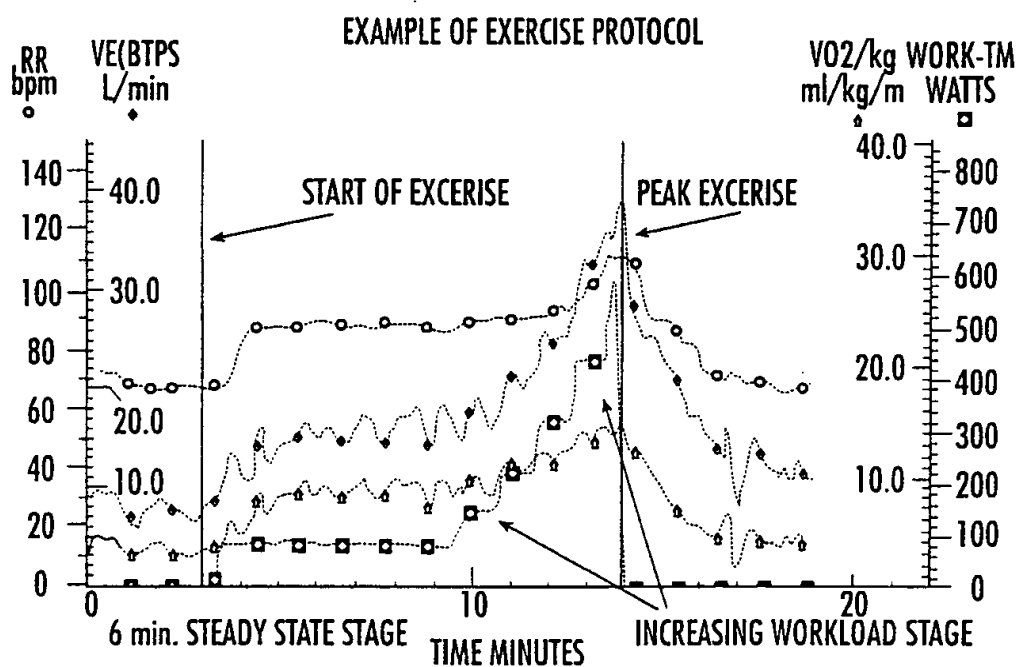 EXAMPLE OF EXERCISE PROTOCOL
RR
bpm
VE(BTPS
L/min
VO2/kg
ml/kg/m
WORK-TM
WATTS
140
120
100
80
60
40
20
0
40.0
30.0
20.0
10.0
START OF EXCERISE
PEAK EXCERISE
40.0
30.0
20.0
10.0
800
700
600
500
400
300
200
100
0
0
10
20
6 min. STEADY STATE STAGE
TIME MINUTES
INCREASING WORKLOAD STAGE